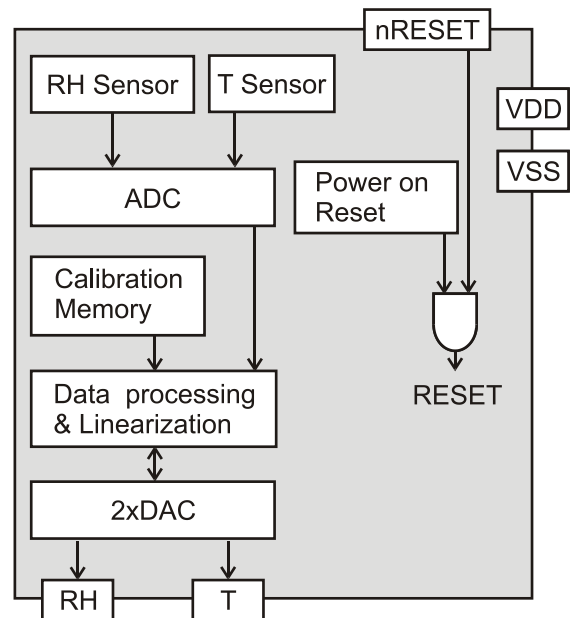 nRESET
RH Sensor
T Sensor
VDD
VSS
ADC
Power on
Reset
Calibration
Memory
Data processing
& Linearization
RESET
2xDAC
RH
T